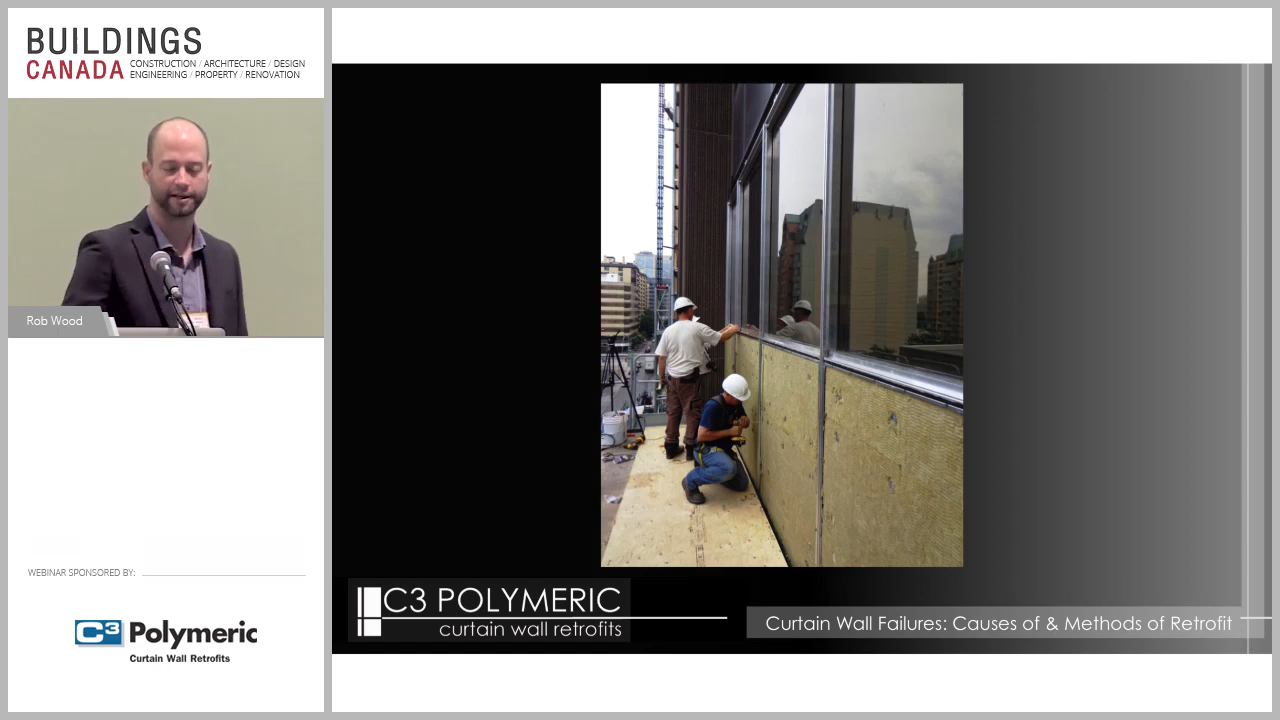 BUILDINGS
CANADA
CONSTRUCTION / ARCHITECTURE / DESIGN
ENGINEERING / PROPERTY / RENOVATION
Rob Wood
WEBINAR SPONSORED BY:
C3 Polymeric
Curtain Wall Retrofits
C3 POLYMERIC
curtain wall retrofits
Curtain Wall Failures: Causes of & Methods of Retrofit